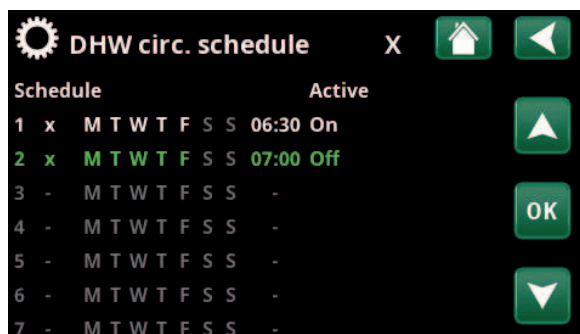 DHW circ. schedule X
Schedule Active
1 x M T W T F S S 06:30 On
2 x M T W T F S S 07:00 Off
3 - M T W T F S S -
4 - M T W T F S S -
OK
5 - M T W T F S S -
6 - M T W T F S S -
7 - M T W T F S S -